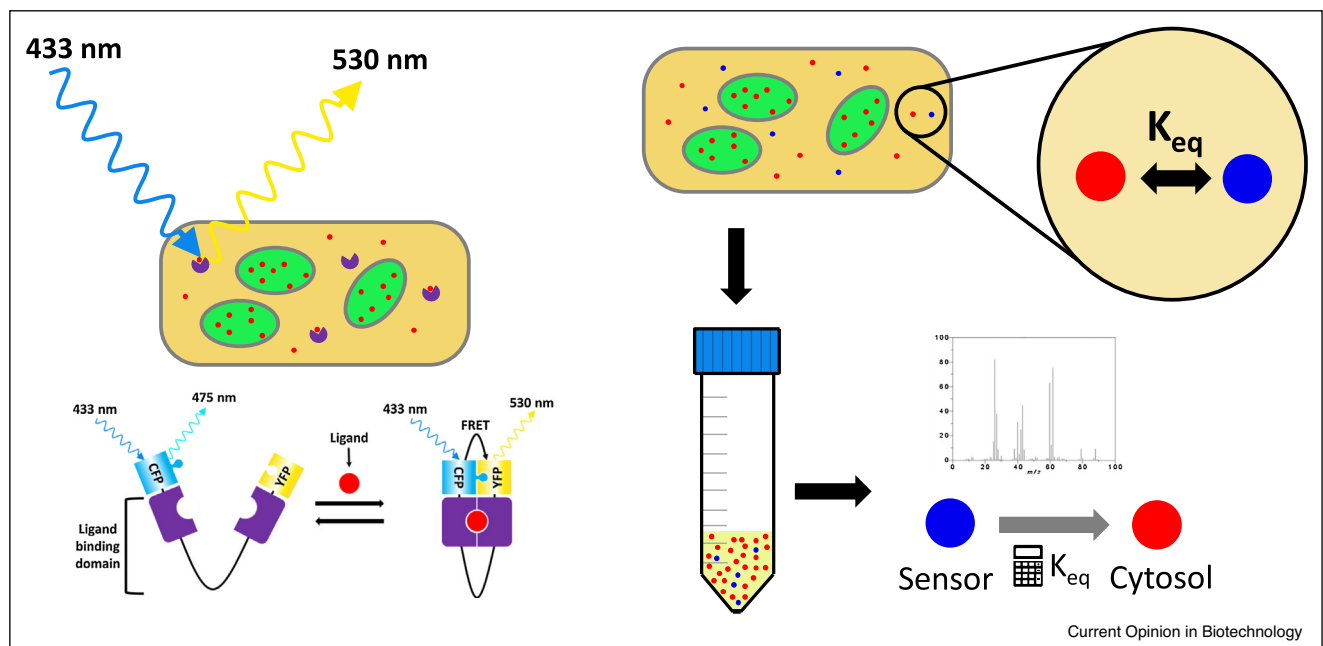 433 nm
530 nm
433 nm
475 nm
CFP
YFP
Ligand
binding
domain
Ligand
433 nm
FRET
530 nm
CFP
YFP
K_eq
100
80
60
40
20
0
0 20 40 60 80 100
m/z
Sensor
K_eq
Cytosol
Current Opinion in Biotechnology